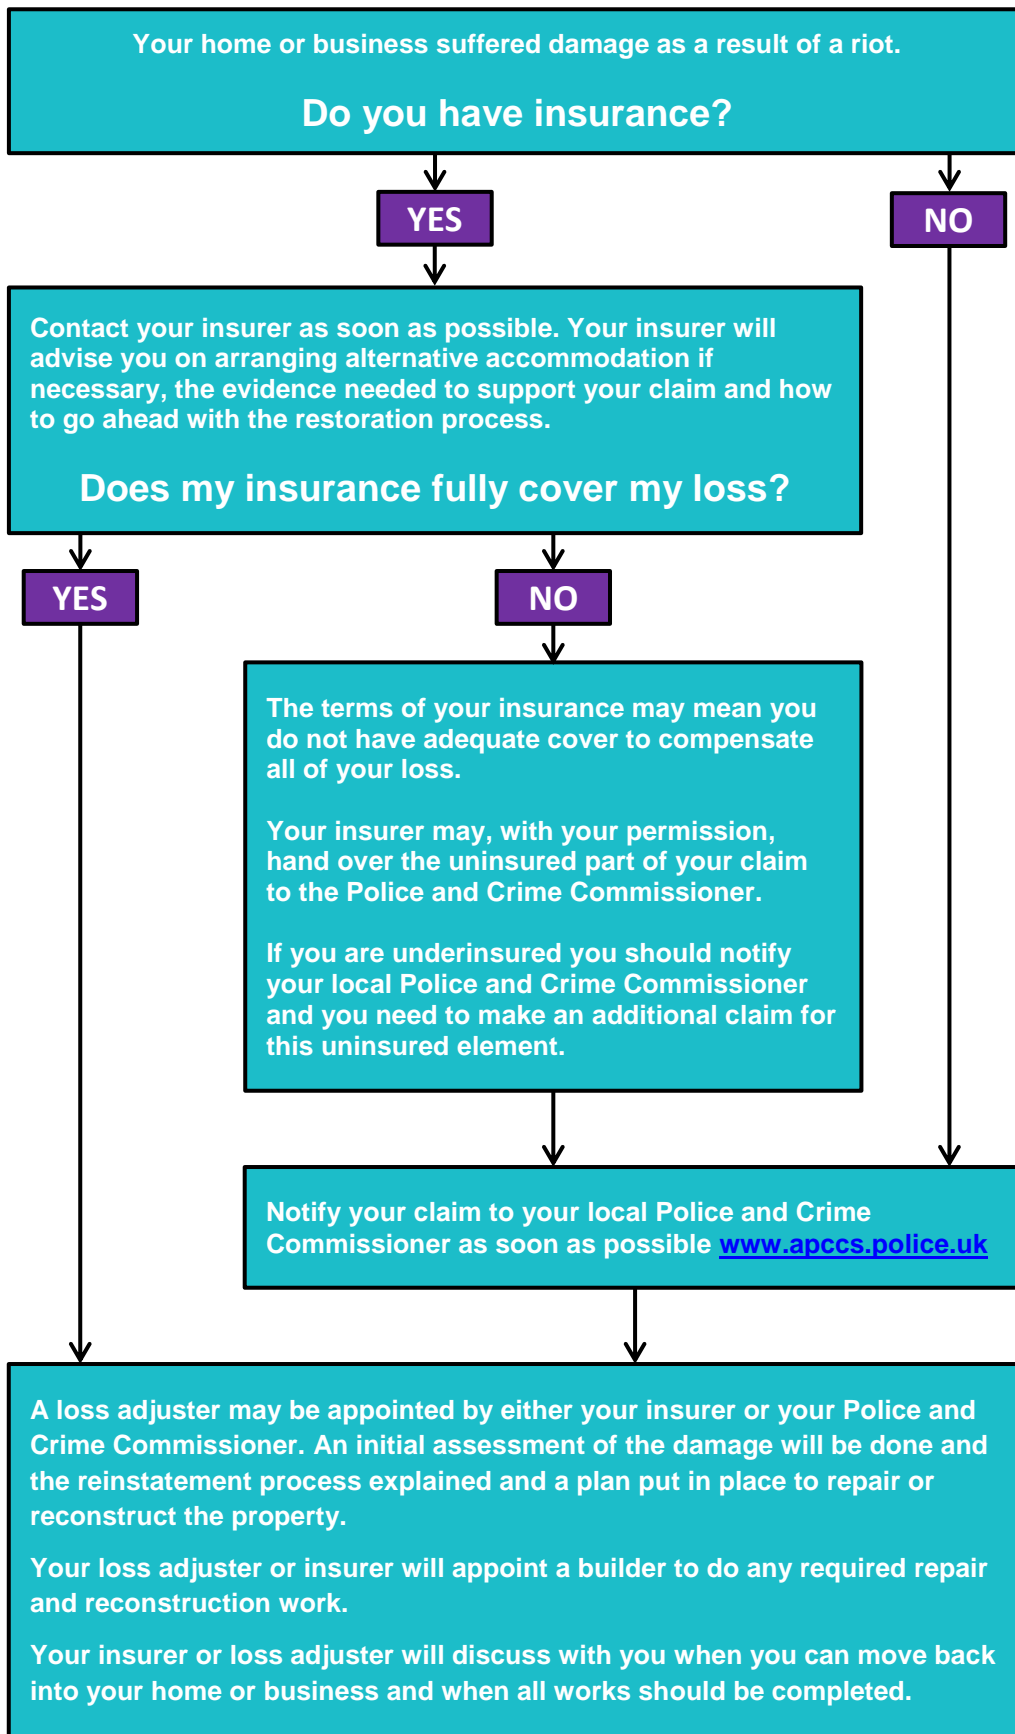 Your home or business suffered damage as a result of a riot.
Do you have insurance?
YES
NO
Contact your insurer as soon as possible. Your insurer will
advise you on arranging alternative accommodation if
necessary, the evidence needed to support your claim and how
to go ahead with the restoration process.
Does my insurance fully cover my loss?
YES
NO
The terms of your insurance may mean you
do not have adequate cover to compensate
all of your loss.
Your insurer may, with your permission,
hand over the uninsured part of your claim
to the Police and Crime Commissioner.
If you are underinsured you should notify
your local Police and Crime Commissioner
and you need to make an additional claim for
this uninsured element.
Notify your claim to your local Police and Crime
Commissioner as soon as possible www.apccs.police.uk
A loss adjuster may be appointed by either your insurer or your Police and
Crime Commissioner. An initial assessment of the damage will be done and
the reinstatement process explained and a plan put in place to repair or
reconstruct the property.
Your loss adjuster or insurer will appoint a builder to do any required repair
and reconstruction work.
Your insurer or loss adjuster will discuss with you when you can move back
into your home or business and when all works should be completed.